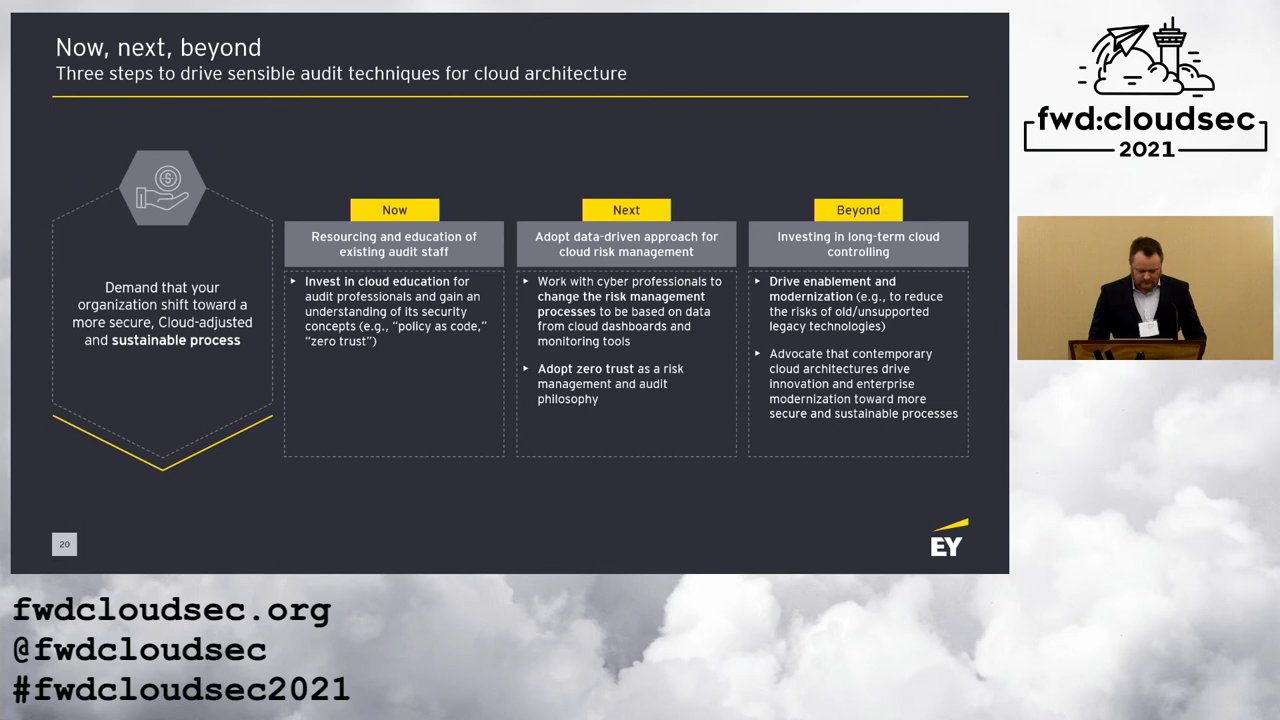 Now, next, beyond
Three steps to drive sensible audit techniques for cloud architecture
Demand that your
organization shift toward a
more secure, Cloud-adjusted
and sustainable process
Now
Resourcing and education of
existing audit staff
‣ Invest in cloud education for
audit professionals and gain an
understanding of its security
concepts (e.g., “policy as code,”
“zero trust”)
Next
Adopt data-driven approach for
cloud risk management
‣ Work with cyber professionals to
change the risk management
processes to be based on data
from cloud dashboards and
monitoring tools
‣ Adopt zero trust as a risk
management and audit
philosophy
Beyond
Investing in long-term cloud
controlling
‣ Drive enablement and
modernization (e.g., to reduce
the risks of old/unsupported
legacy technologies)
‣ Advocate that contemporary
cloud architectures drive
innovation and enterprise
modernization toward more
secure and sustainable processes
20
EY
fwd:cloudsec
2021
fwdcloudsec.org
@fwdcloudsec
#fwdcloudsec2021